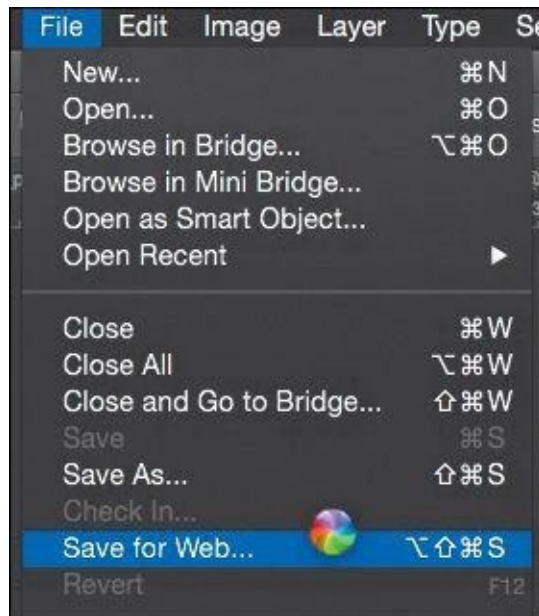 File Edit Image Layer Type Se
New... ⌘N
Open... ⌘O
Browse in Bridge... ⌥⌘O
Browse in Mini Bridge...
Open as Smart Object...
Open Recent ▶
Close ⌘W
Close All ⌥⌘W
Close and Go to Bridge... ⇧⌘W
Save ⌘S
Save As... ⇧⌘S
Check In...
Save for Web... ⌥⇧⌘S
Revert F12